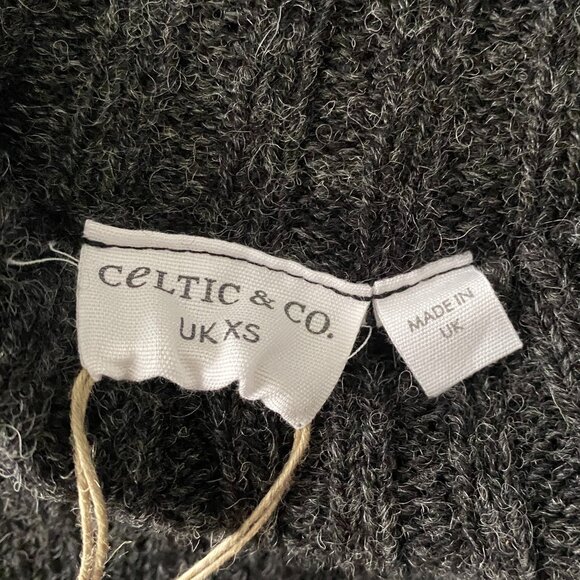 CeLTIC & CO.
UK XS
MADE IN
UK